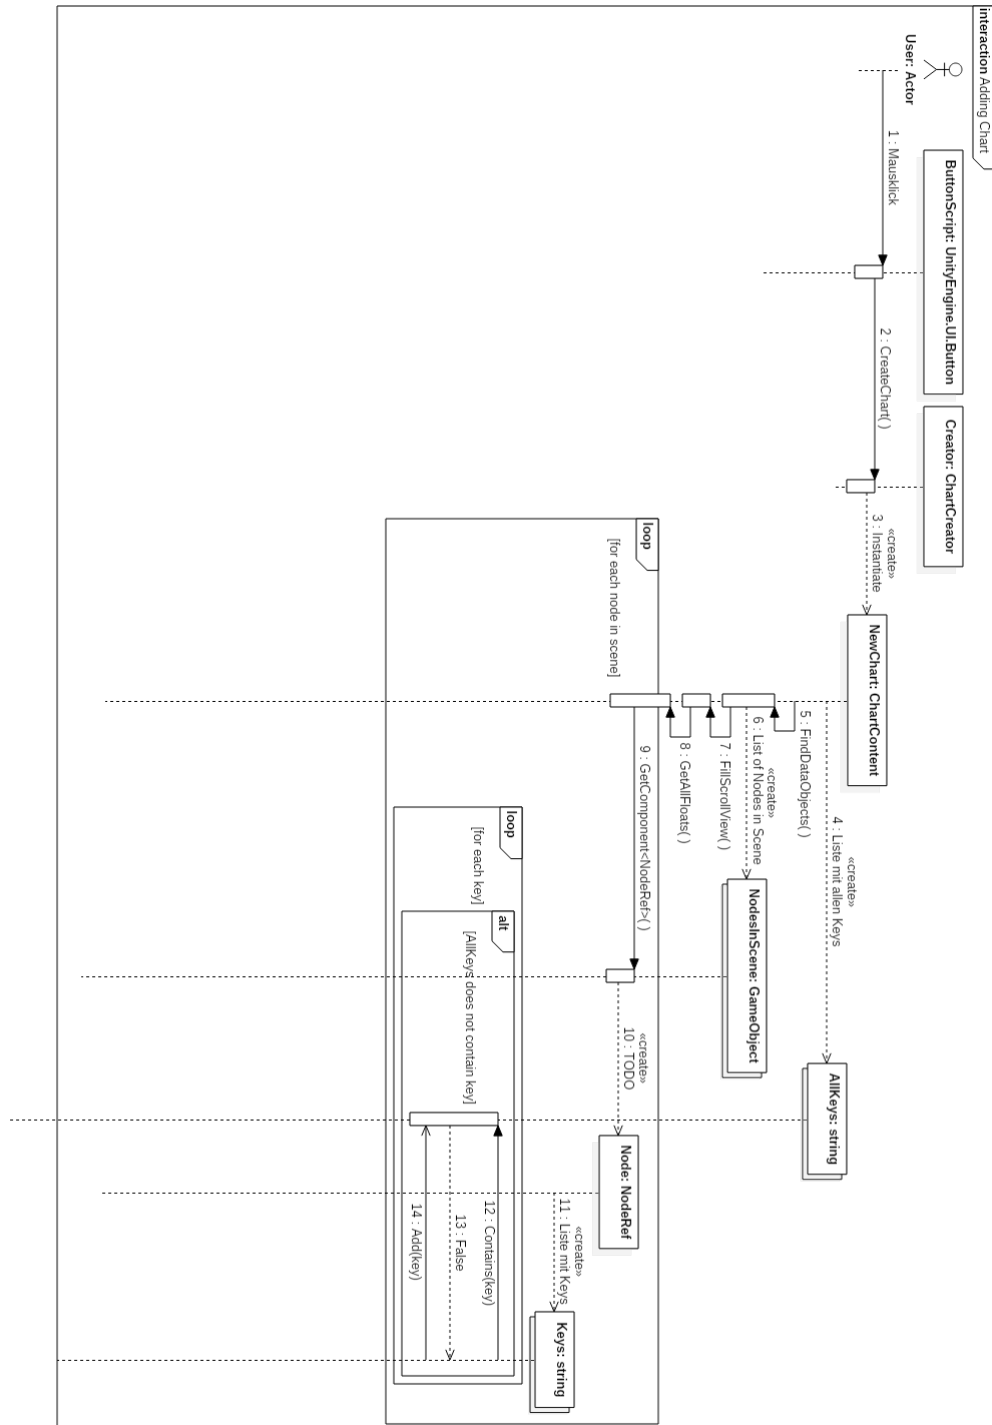 interaction Adding Chart
User: Actor
ButtonScript: UnityEngine.UI.Button
Creator: ChartCreator
1 : Mausklick
2 : CreateChart( )
«create»
3 : Instantiate
NewChart: ChartContent
«create»
4 : Liste mit allen Keys
AllKeys: string
5 : FindDataObjects( )
«create»
6 : List of Nodes in Scene
NodesInScene: GameObject
7 : FillScrollView( )
8 : GetAllFloats( )
loop
[for each node in scene]
9 : GetComponent<NodeRef>( )
«create»
10 : TODO
Node: NodeRef
«create»
11 : Liste mit Keys
Keys: string
loop
[for each key]
alt
[AllKeys does not contain key]
12 : Contains(key)
13 : False
14 : Add(key)